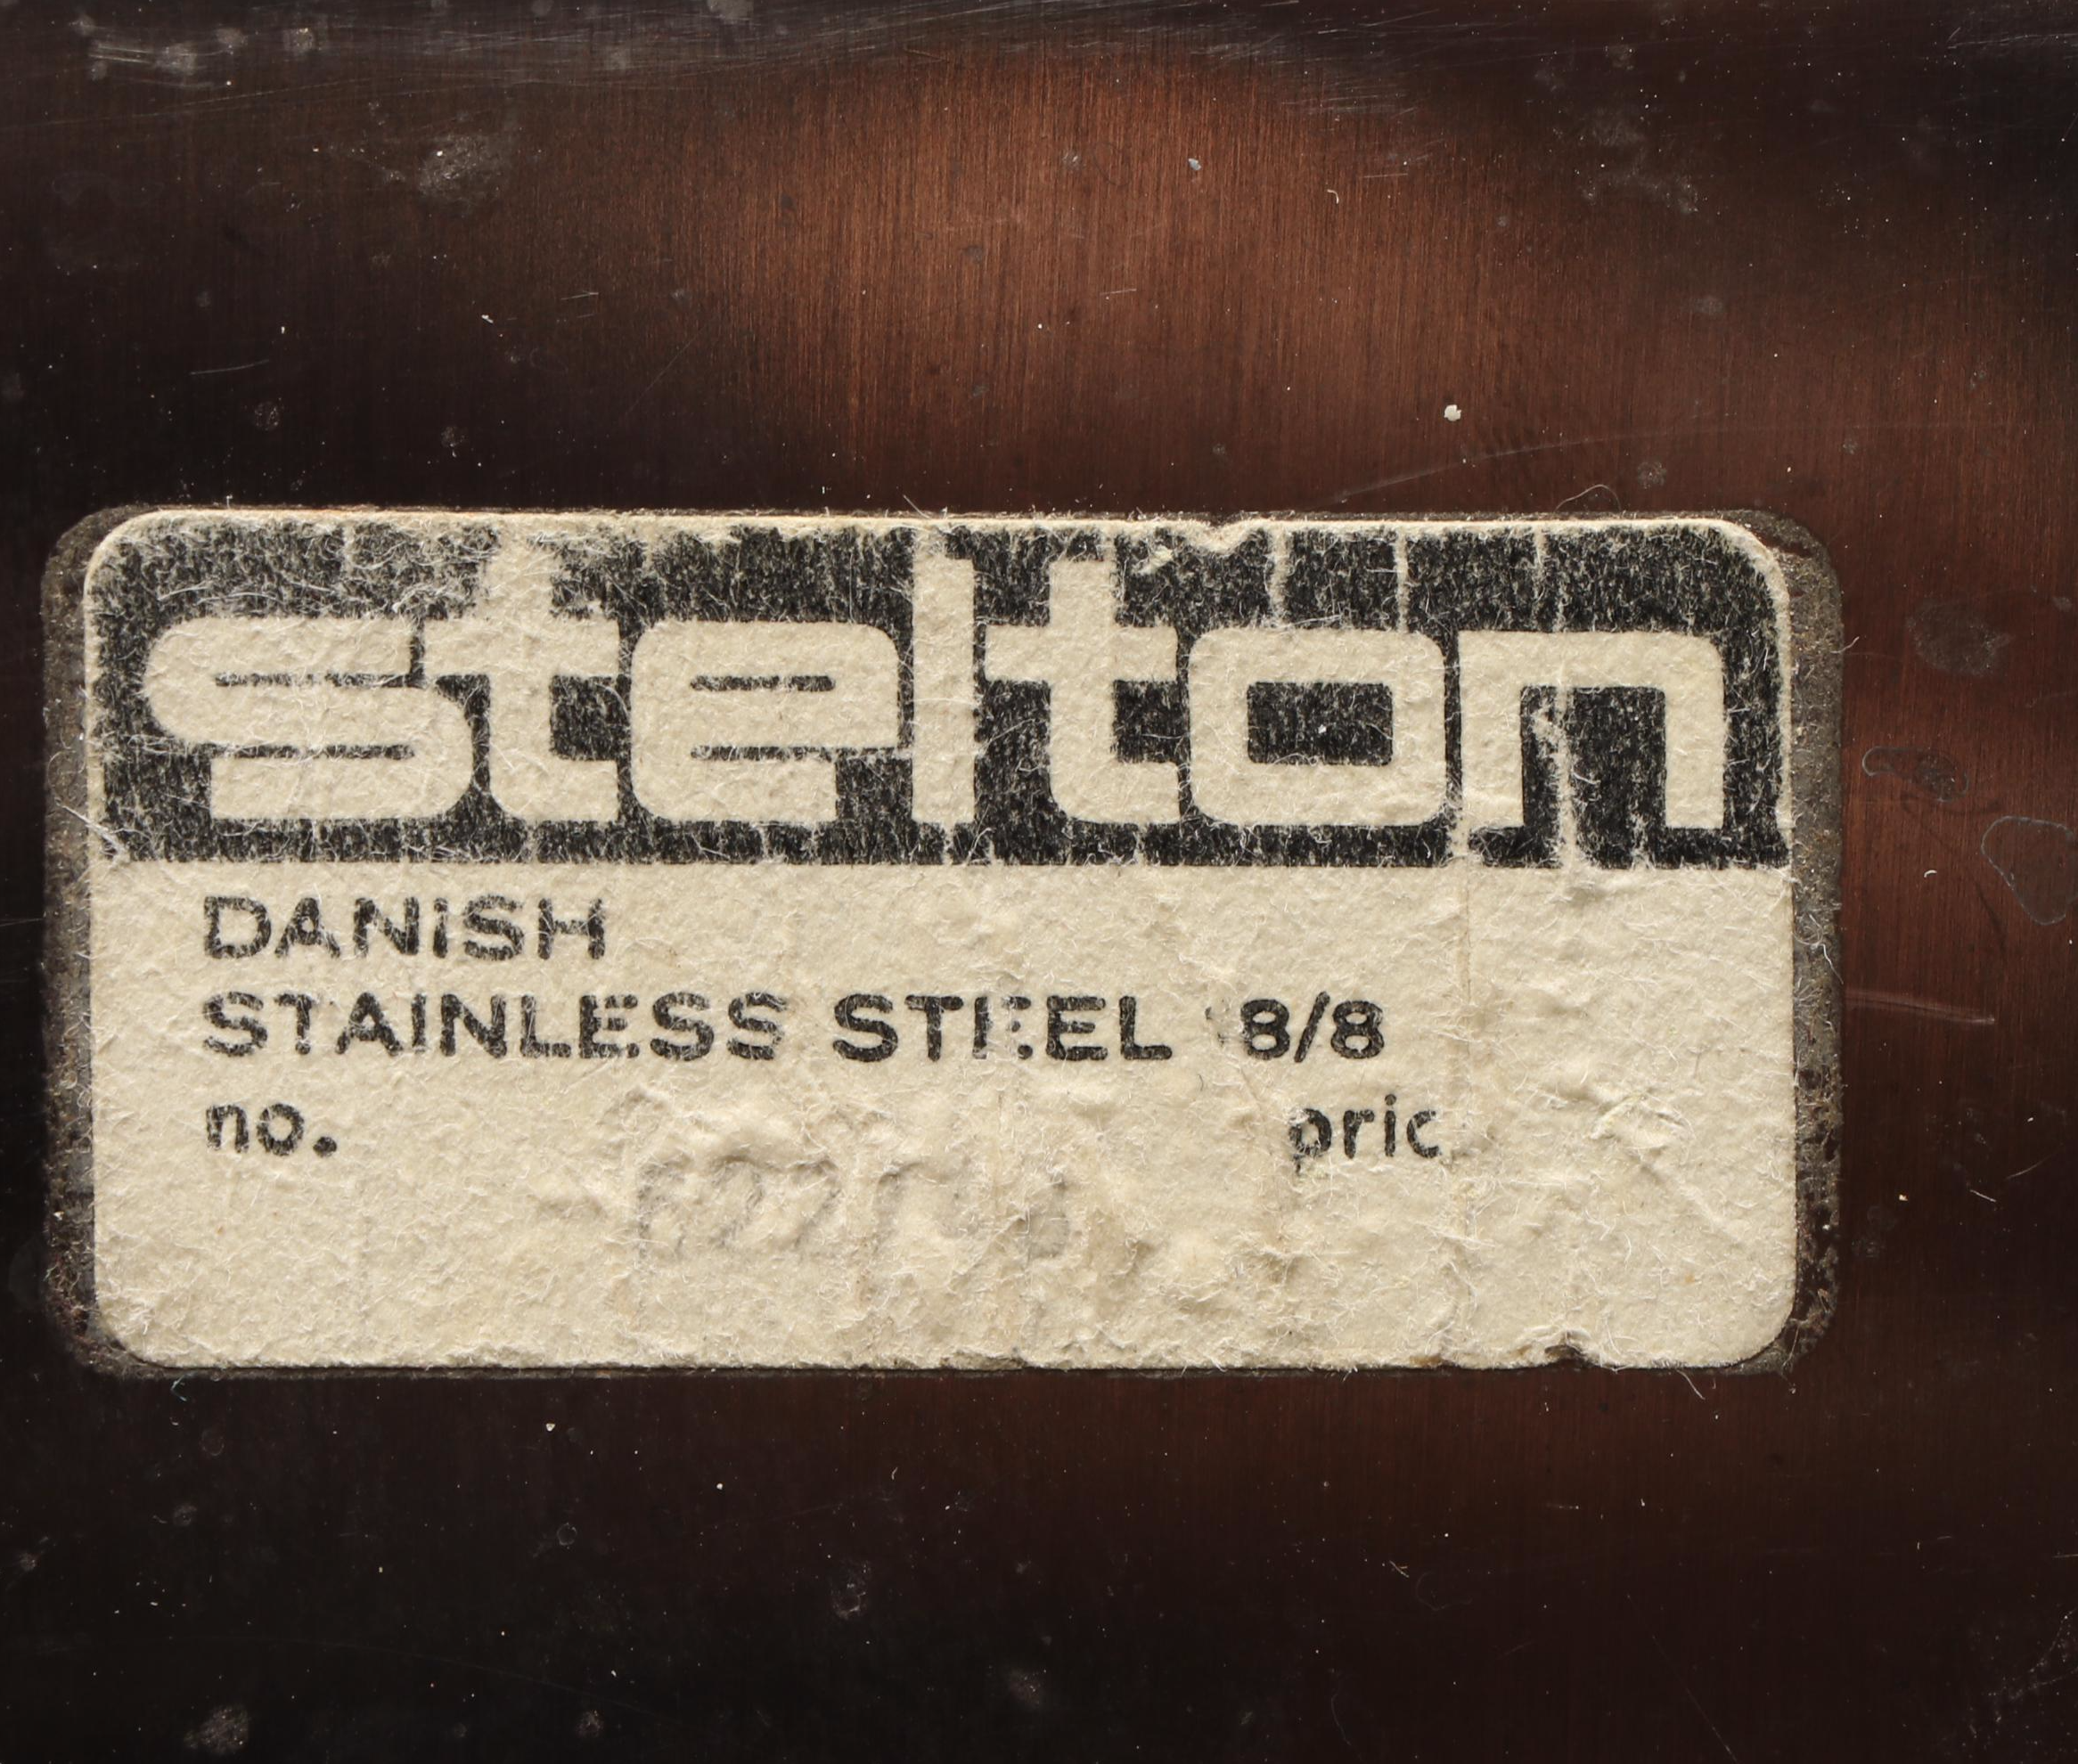 stelton
DANiSH
STAINLESS STEEL 8/8
no. pric